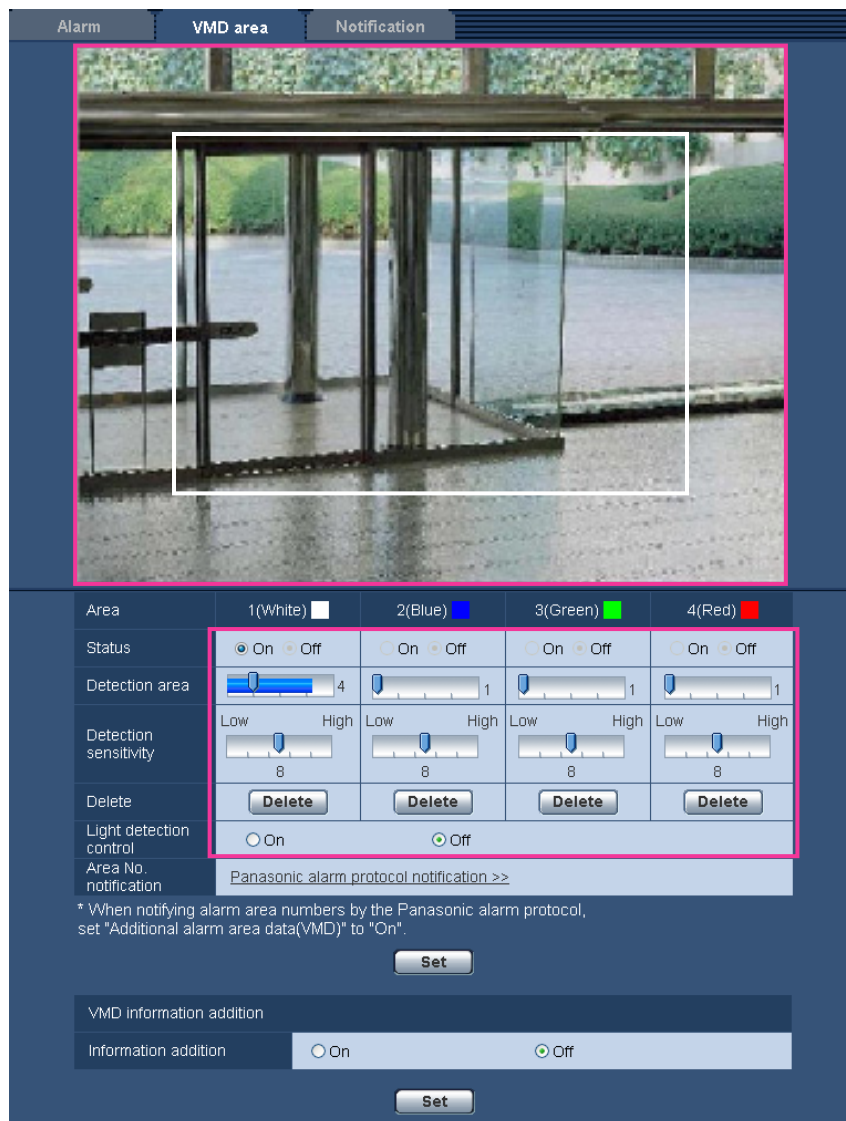 Alarm VMD area Notification
Area 1(White) 2(Blue) 3(Green) 4(Red)
Status On Off On Off On Off On Off
Detection area 4 1 1 1
Detection sensitivity Low High Low High Low High Low High
8 8 8 8
Delete Delete Delete Delete Delete
Light detection control On Off
Area No. notification Panasonic alarm protocol notification >>
* When notifying alarm area numbers by the Panasonic alarm protocol,
set "Additional alarm area data(VMD)" to "On".
Set
VMD information addition
Information addition On Off
Set